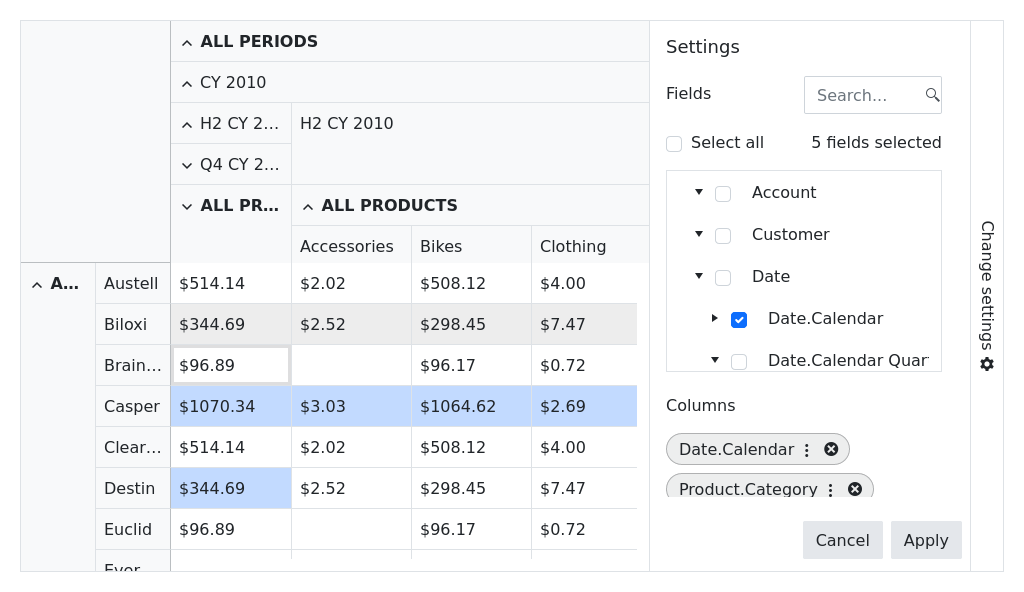 ALL PERIODS
CY 2010
H2 CY 2... H2 CY 2010
Q4 CY 2...
ALL PR... ALL PRODUCTS
Accessories Bikes Clothing
A... Austell $514.14 $2.02 $508.12 $4.00
Biloxi $344.69 $2.52 $298.45 $7.47
Brain... $96.89 $96.17 $0.72
Casper $1070.34 $3.03 $1064.62 $2.69
Clear... $514.14 $2.02 $508.12 $4.00
Destin $344.69 $2.52 $298.45 $7.47
Euclid $96.89 $96.17 $0.72
Settings
Fields Search...
Select all 5 fields selected
Account
Customer
Date
Date.Calendar
Date.Calendar Quar
Columns
Date.Calendar
Product.Category
Cancel Apply
Change settings